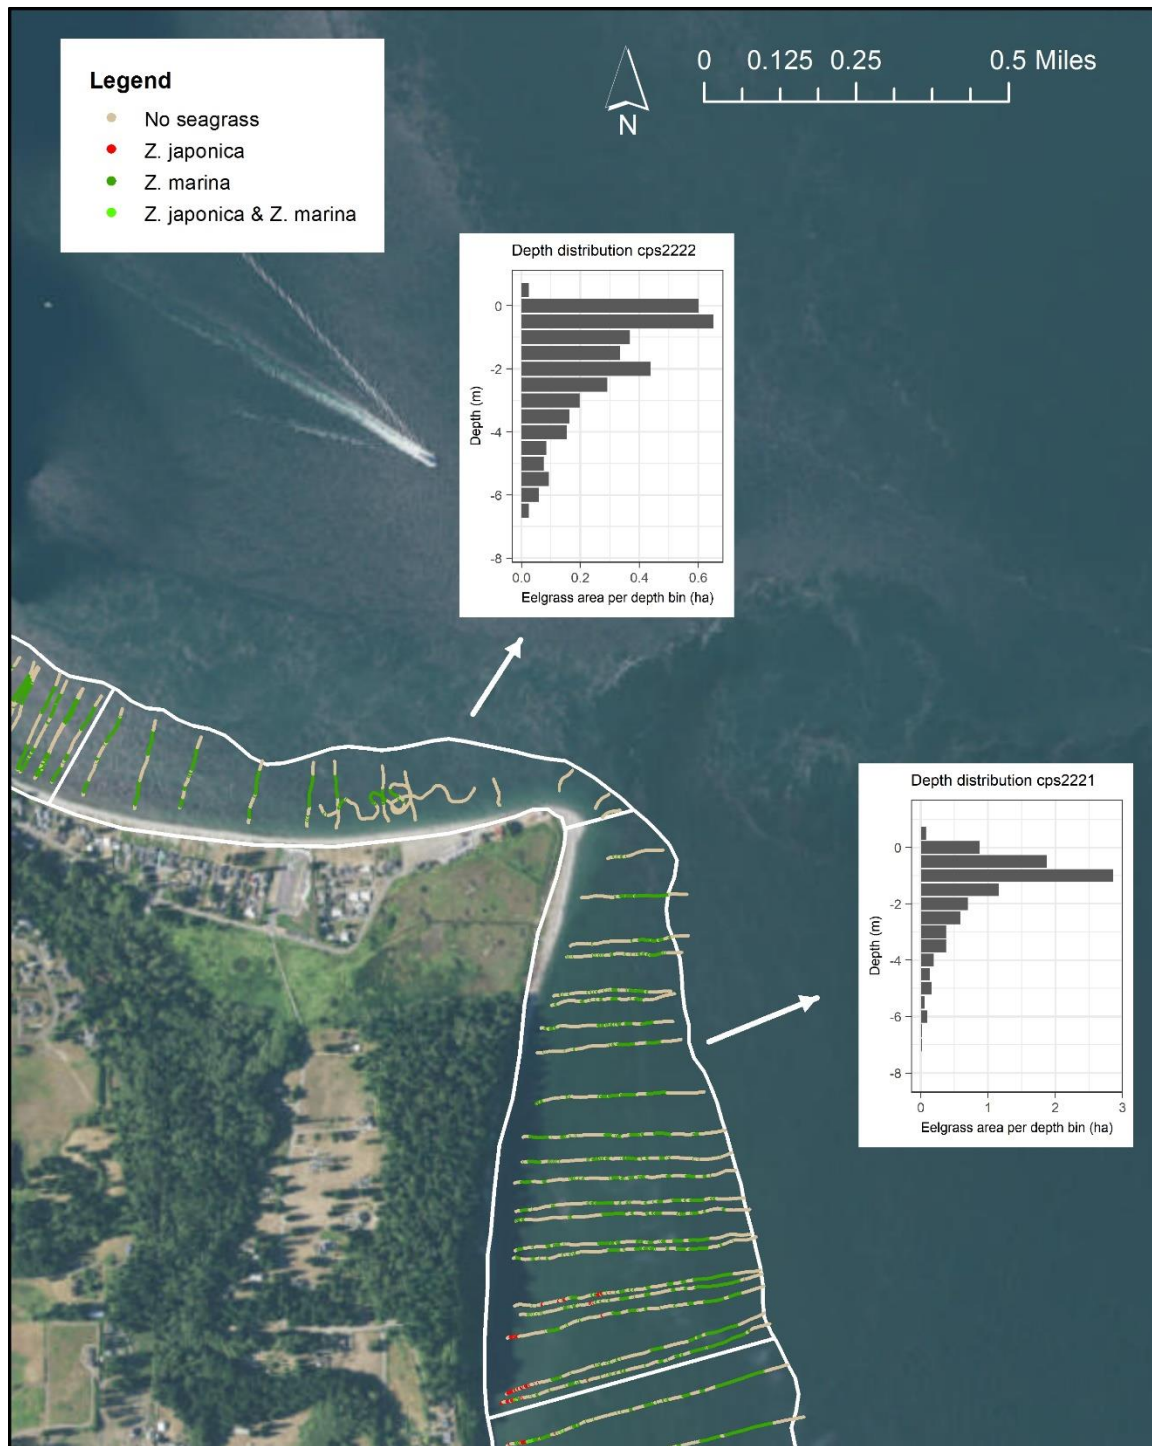 Legend
No seagrass
Z. japonica
Z. marina
Z. japonica & Z. marina
0 0.125 0.25 0.5 Miles
N
Depth distribution cps2222
0
-2
-4
-6
-8
Depth (m)
0.0 0.2 0.4 0.6
Eelgrass area per depth bin (ha)
Depth distribution cps2221
0
-2
-4
-6
-8
Depth (m)
0 1 2 3
Eelgrass area per depth bin (ha)